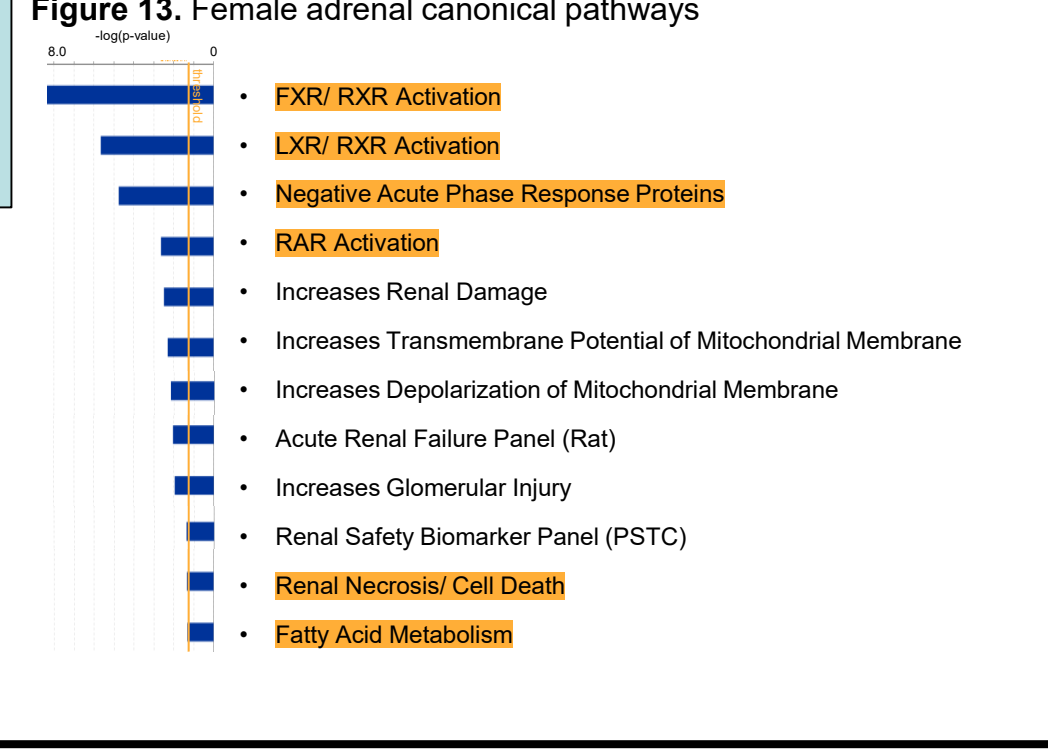 Figure 13. Female adrenal canonical pathways
-log(p-value)
8.0 0
threshold
• FXR/ RXR Activation
• LXR/ RXR Activation
• Negative Acute Phase Response Proteins
• RAR Activation
• Increases Renal Damage
• Increases Transmembrane Potential of Mitochondrial Membrane
• Increases Depolarization of Mitochondrial Membrane
• Acute Renal Failure Panel (Rat)
• Increases Glomerular Injury
• Renal Safety Biomarker Panel (PSTC)
• Renal Necrosis/ Cell Death
• Fatty Acid Metabolism